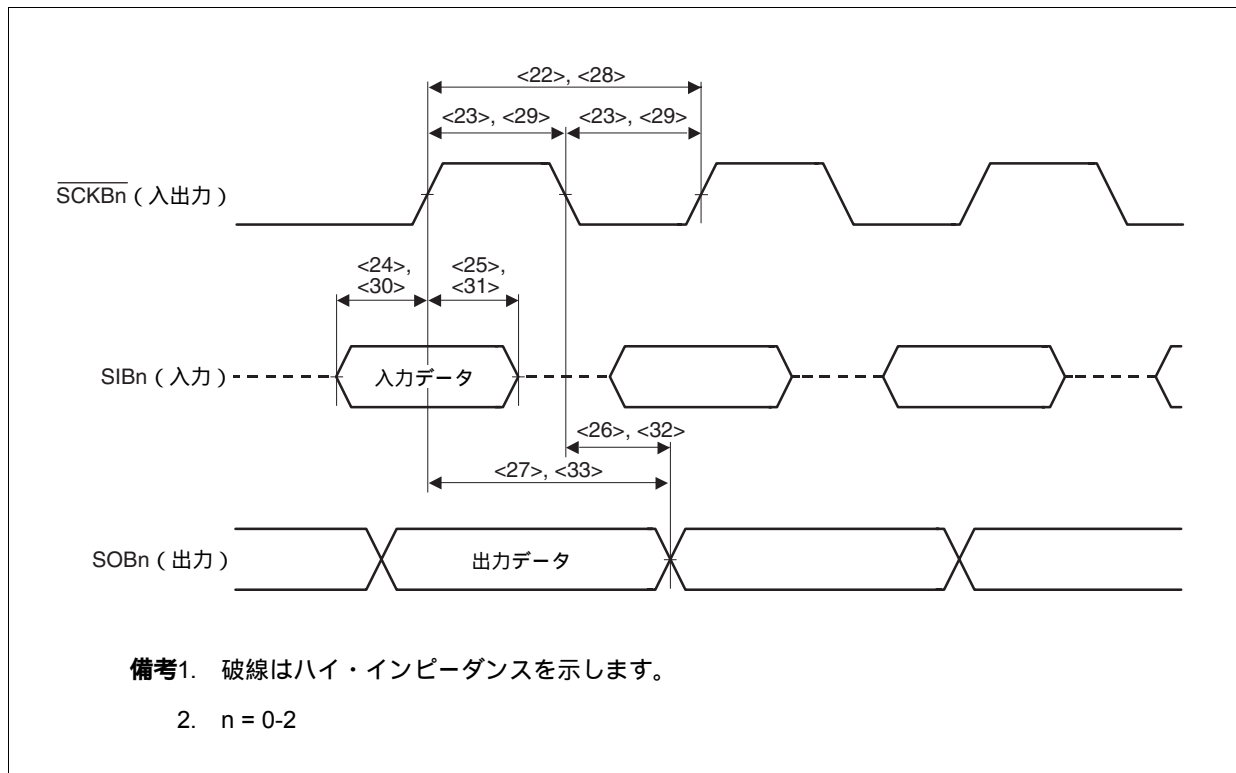 <22>, <28>
<23>, <29> <23>, <29>
SCKBn（入出力）
<24>,
<30>
<25>,
<31>
SIBn（入力）
入力データ
<26>, <32>
<27>, <33>
SOBn（出力）
出力データ
備考1. 破線はハイ・インピーダンスを示します。
2. n = 0-2